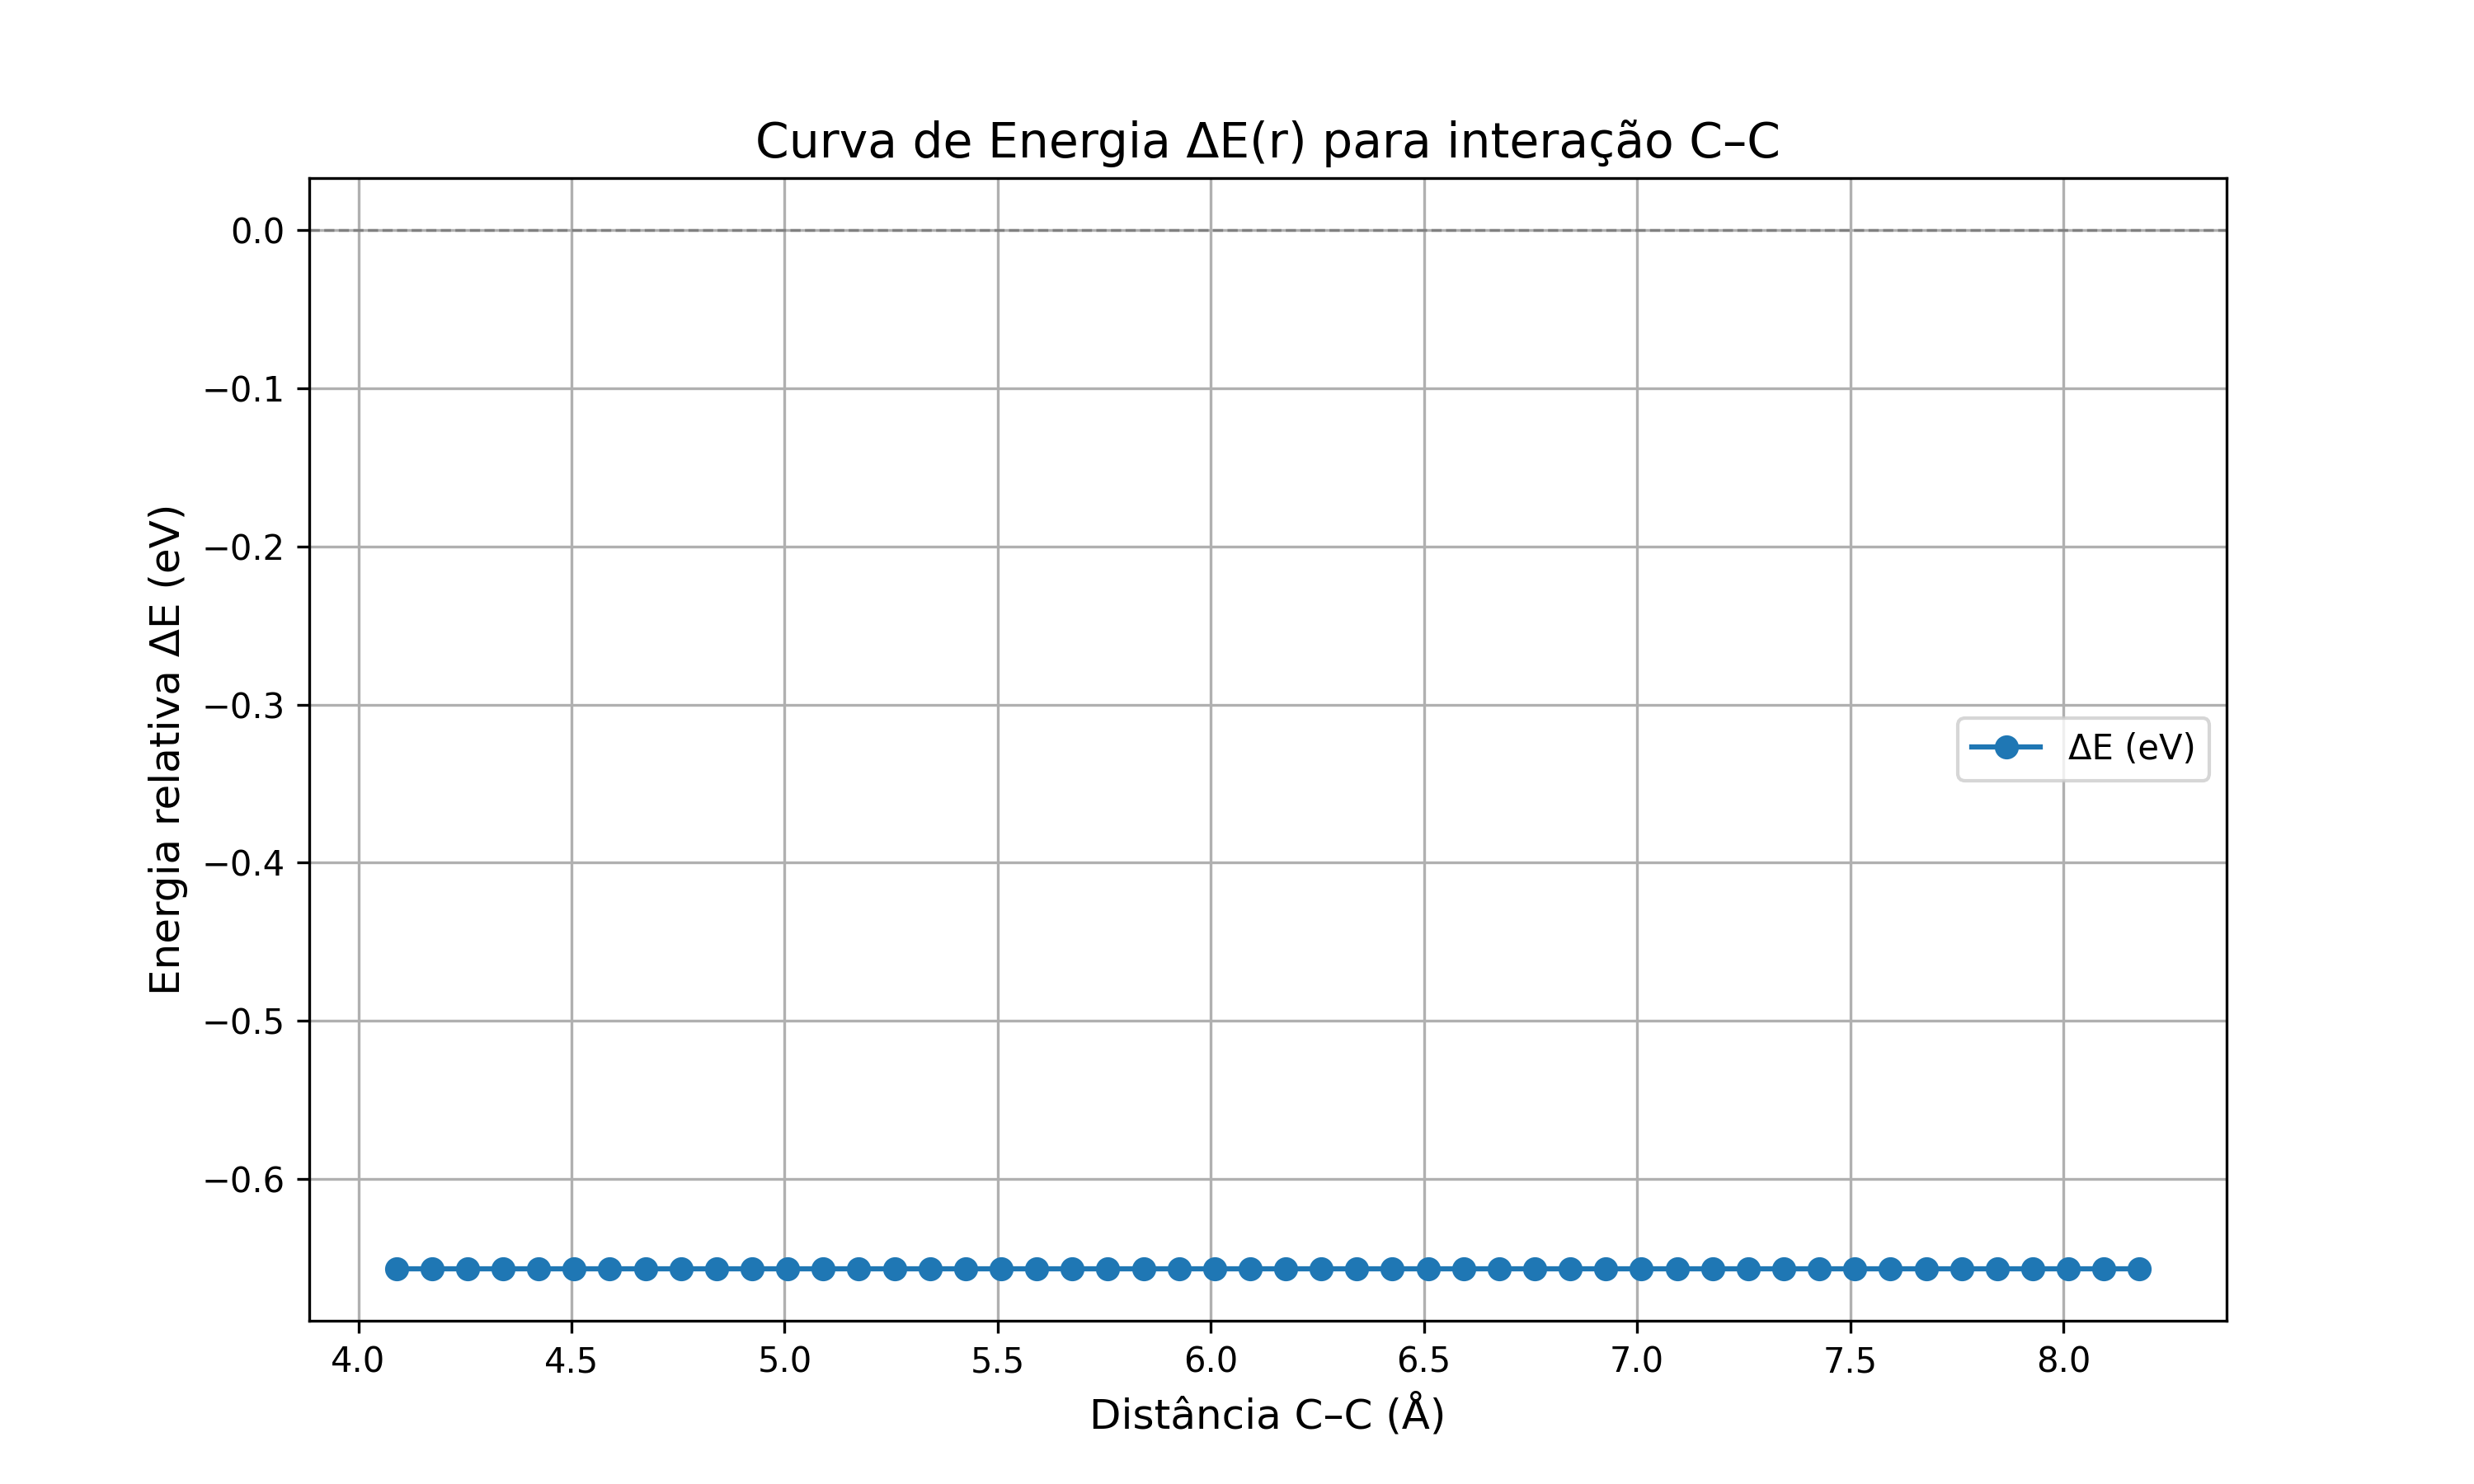 Curva de Energia ΔE(r) para interação C–C
Energia relativa ΔE (eV)
0.0
−0.1
−0.2
−0.3
−0.4
−0.5
−0.6
ΔE (eV)
4.0 4.5 5.0 5.5 6.0 6.5 7.0 7.5 8.0
Distância C–C (Å)